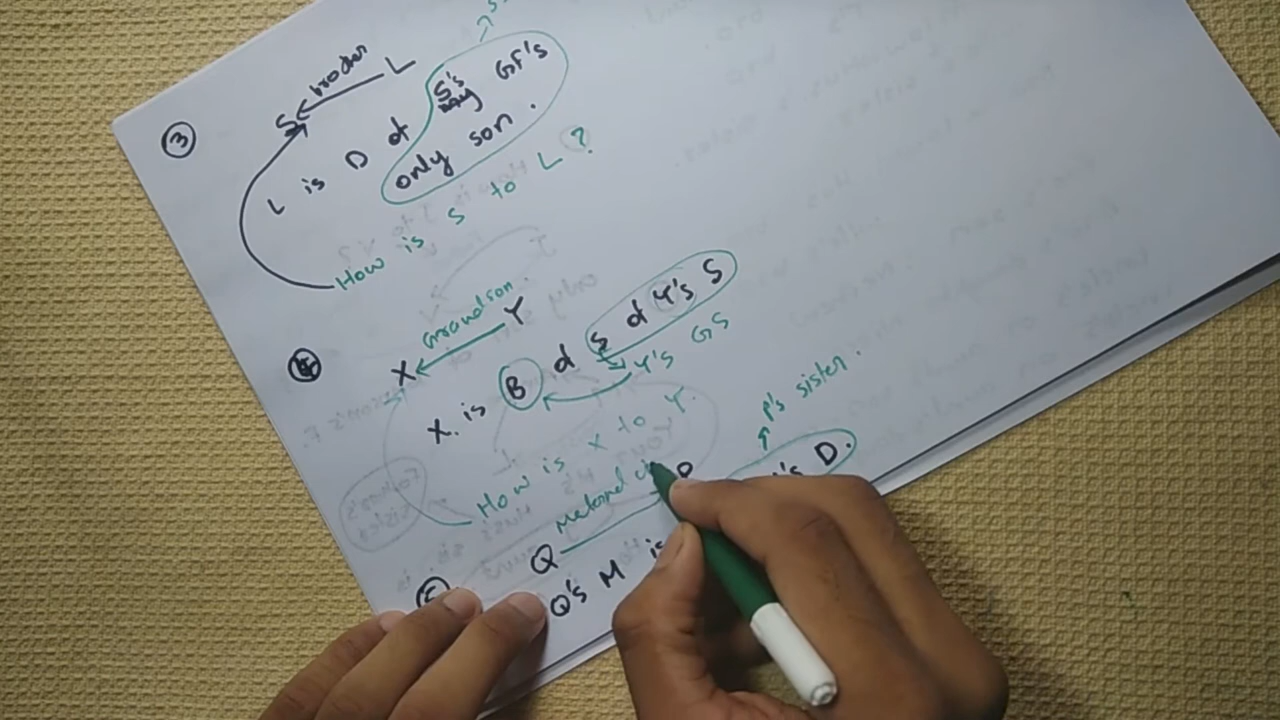 ③
S brother L
L is D of S's GF's
only son.
How is S to L?
④
X Grandson. Y
X is B of S of Y's S
Y's GS
How is X to Y.
P's sister.
Q Maternal P
Q's M is 's D.